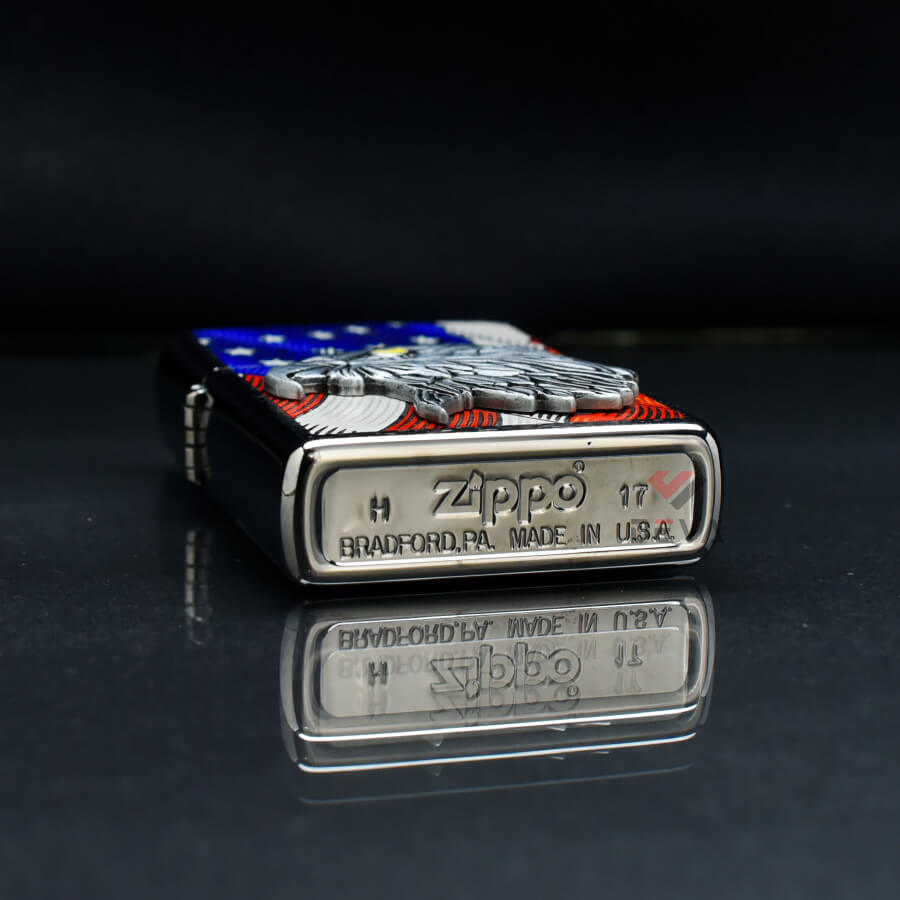 H zippo® 17
BRADFORD,PA. MADE IN U.S.A.